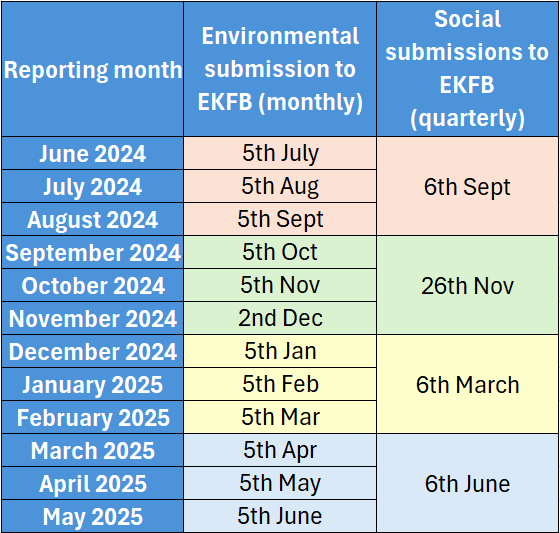 Reporting month
Environmental
submission to
EKFB (monthly)
Social
submissions to
EKFB
(quarterly)
June 2024
5th July
6th Sept
July 2024
5th Aug
August 2024
5th Sept
September 2024
5th Oct
26th Nov
October 2024
5th Nov
November 2024
2nd Dec
December 2024
5th Jan
6th March
January 2025
5th Feb
February 2025
5th Mar
March 2025
5th Apr
6th June
April 2025
5th May
May 2025
5th June